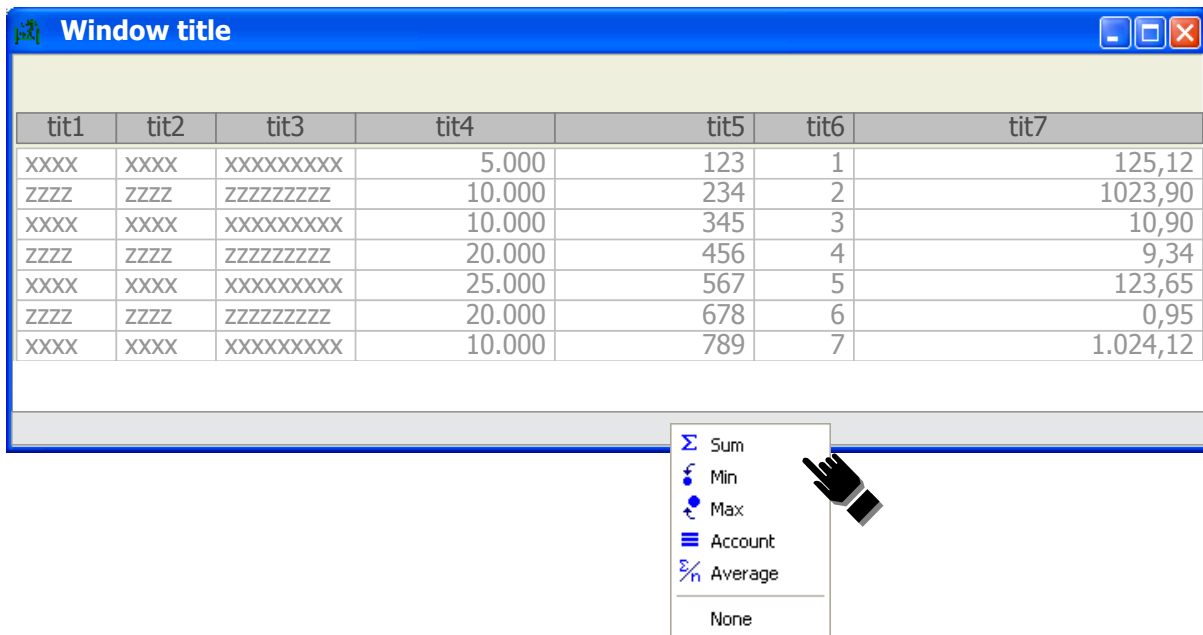 Window title
tit1 tit2 tit3 tit4 tit5 tit6 tit7
xxxx xxxx xxxxxxxxx 5.000 123 1 125,12
zzzz zzzz zzzzzzzzz 10.000 234 2 1023,90
xxxx xxxx xxxxxxxxx 10.000 345 3 10,90
zzzz zzzz zzzzzzzzz 20.000 456 4 9,34
xxxx xxxx xxxxxxxxx 25.000 567 5 123,65
zzzz zzzz zzzzzzzzz 20.000 678 6 0,95
xxxx xxxx xxxxxxxxx 10.000 789 7 1.024,12
Σ Sum
Min
Max
Account
Σ/n Average
None